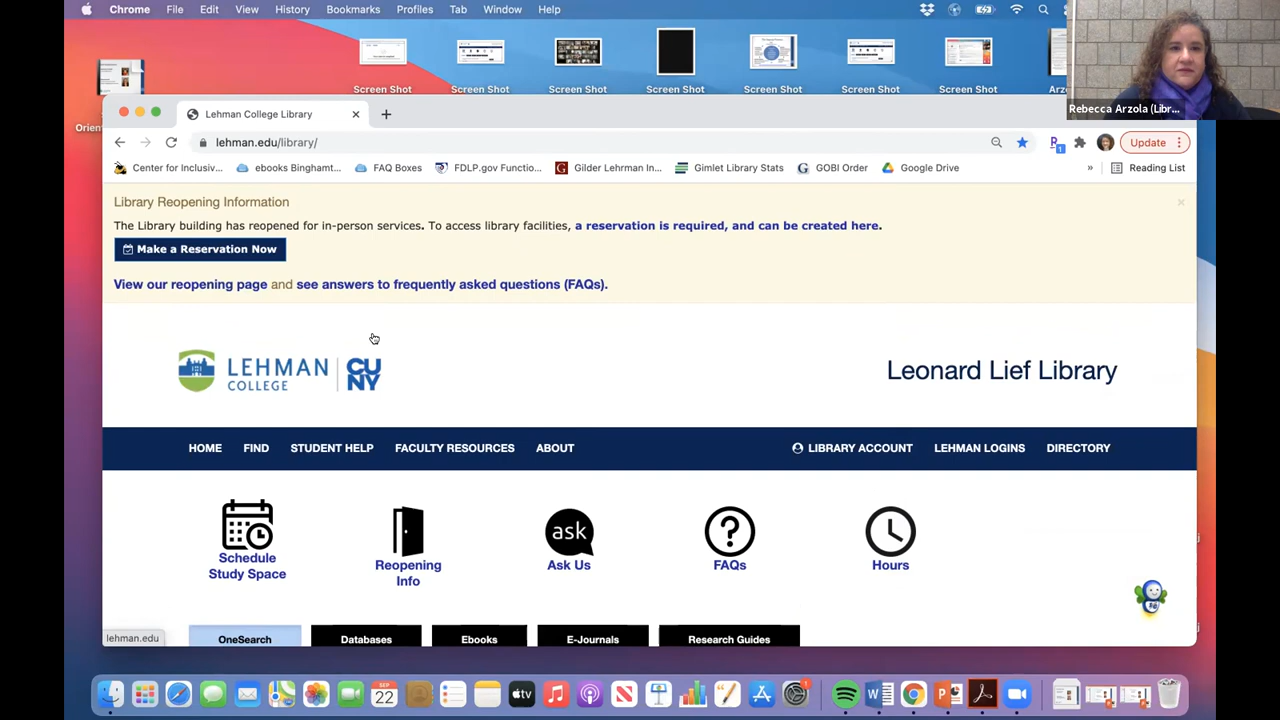 Chrome File Edit View History Bookmarks Profiles Tab Window Help
Screen Shot Screen Shot Screen Shot Screen Shot Screen Shot Screen Shot Screen Shot
Rebecca Arzola (Libr...
Lehman College Library
lehman.edu/library/
Update
Center for Inclusiv... ebooks Binghamt... FAQ Boxes FDLP.gov Functio... Gilder Lehrman In... Gimlet Library Stats GOBI Order Google Drive » Reading List
Library Reopening Information
The Library building has reopened for in-person services. To access library facilities, a reservation is required, and can be created here.
Make a Reservation Now
View our reopening page and see answers to frequently asked questions (FAQs).
LEHMAN COLLEGE
CU NY
Leonard Lief Library
HOME FIND STUDENT HELP FACULTY RESOURCES ABOUT LIBRARY ACCOUNT LEHMAN LOGINS DIRECTORY
ask
?
Schedule Study Space
Reopening Info
Ask Us
FAQs
Hours
lehman.edu
OneSearch Databases Ebooks E-Journals Research Guides
SEP
22
tv